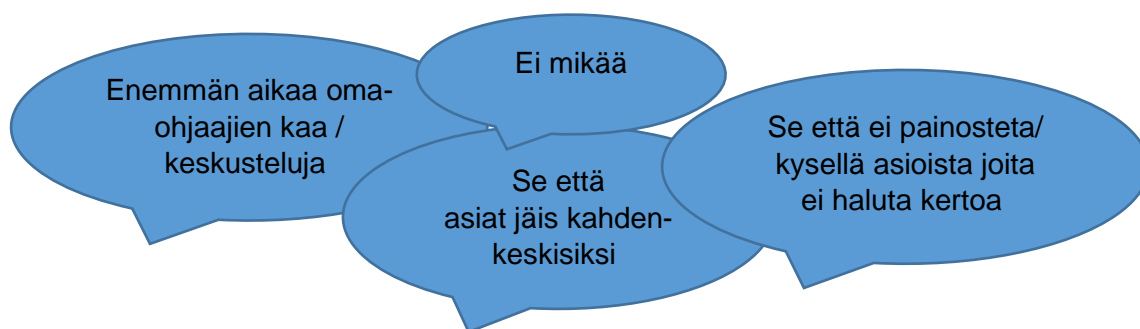 Enemmän aikaa oma-
ohjaajien kaa /
keskusteluja
Ei mikää
Se että
asiat jäis kahden-
keskisiksi
Se että ei painosteta/
kysellä asioista joita
ei haluta kertoa